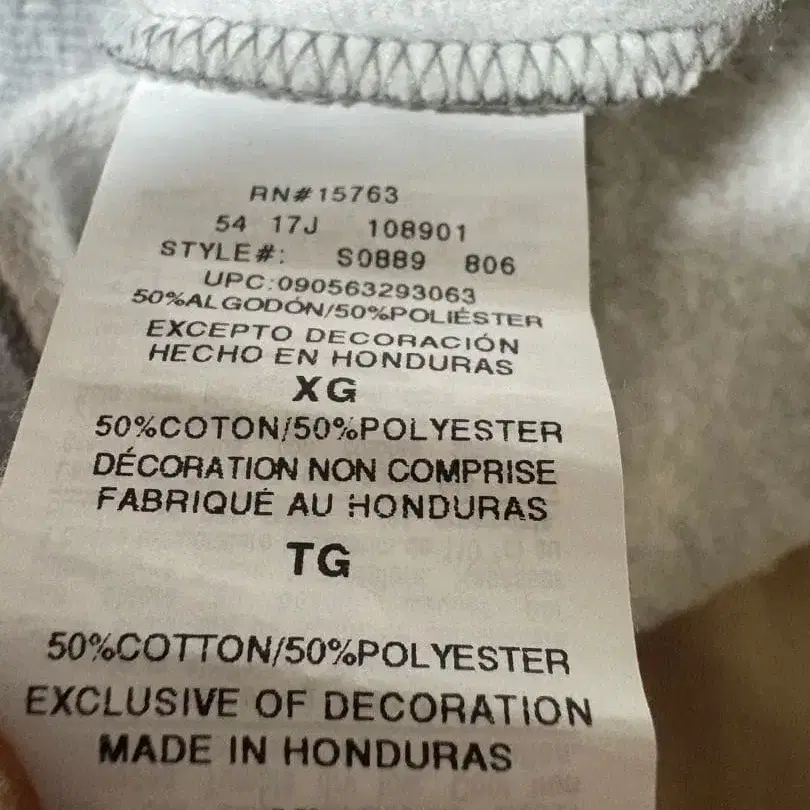 RN#15763
54 17J 108901
STYLE#: S0889 806
UPC:090563293063
50%ALGODÓN/50%POLIÉSTER
EXCEPTO DECORACIÓN
HECHO EN HONDURAS
XG
50%COTON/50%POLYESTER
DÉCORATION NON COMPRISE
FABRIQUÉ AU HONDURAS
TG
50%COTTON/50%POLYESTER
EXCLUSIVE OF DECORATION
MADE IN HONDURAS